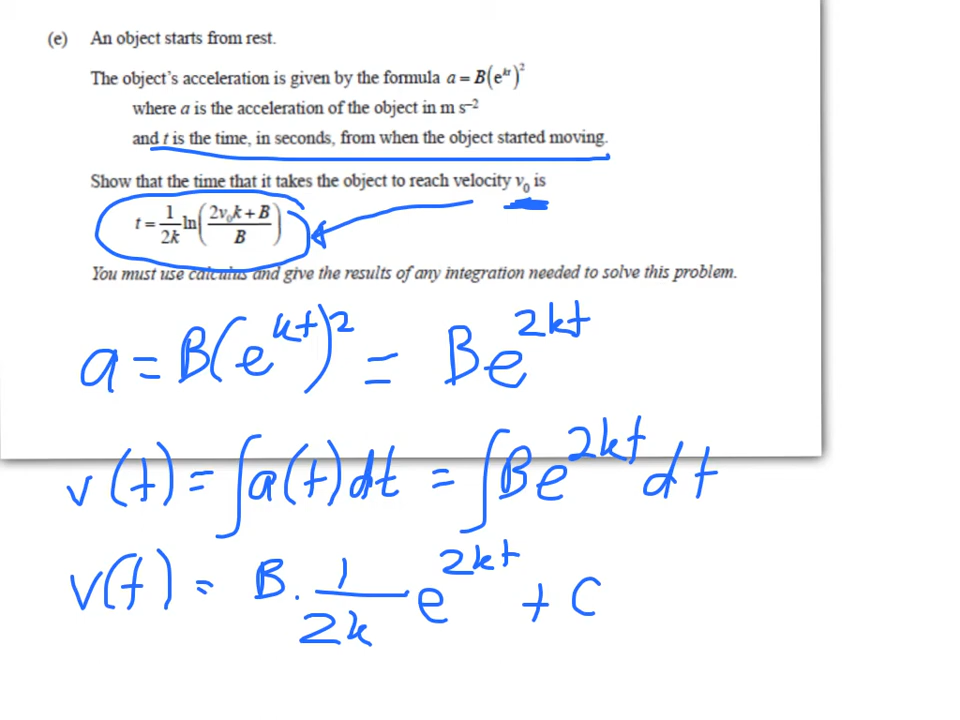 (e) An object starts from rest.
The object's acceleration is given by the formula a = B(e^{kt})^2
where a is the acceleration of the object in m s^{-2}
and t is the time, in seconds, from when the object started moving.
Show that the time that it takes the object to reach velocity v_0 is
t = \frac{1}{2k} ln(\frac{2v_0k + B}{B})
You must use calculus and give the results of any integration needed to solve this problem.
a = B(e^{kt})^2 = Be^{2kt}
v(t) = ∫a(t)dt = ∫Be^{2kt} dt
v(t) = B. \frac{1}{2k} e^{2kt} + C